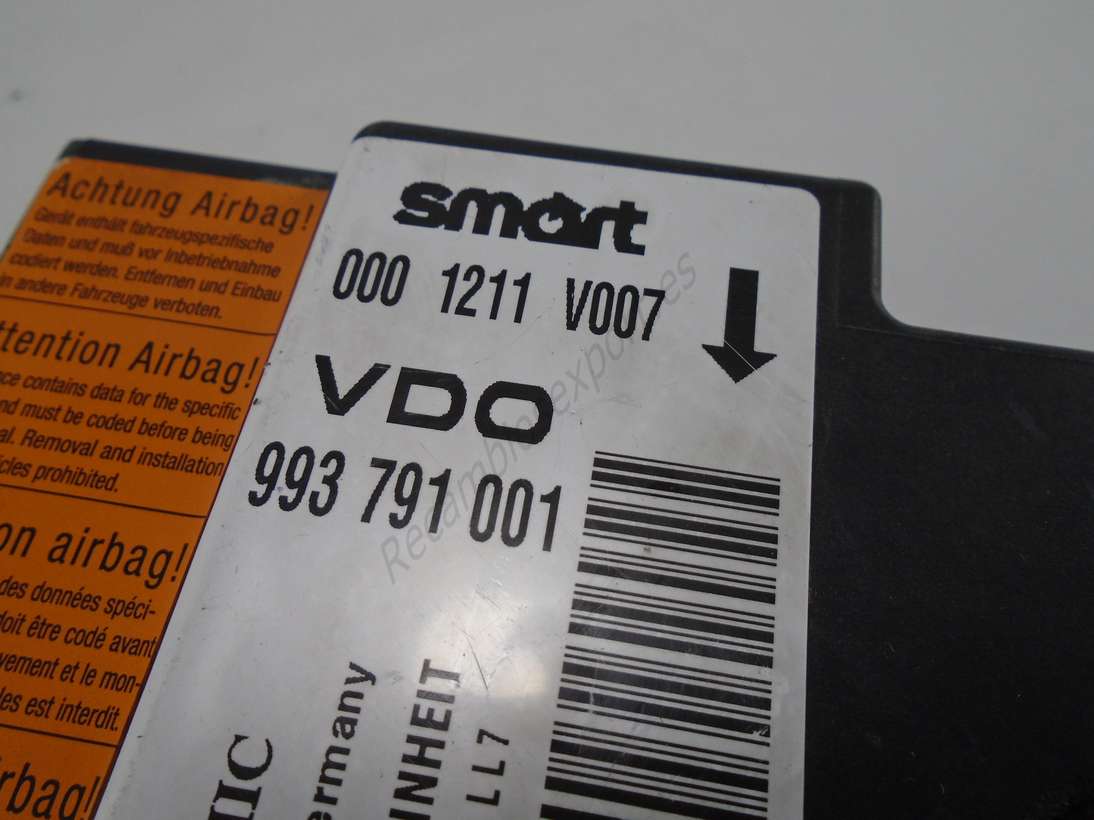 Achtung Airbag!
Gerät enthält fahrzeugspezifische
Daten und muß vor Inbetriebnahme
codiert werden. Entfernen und Einbau
in andere Fahrzeuge verboten.
ttention Airbag!
ce contains data for the specific
nd must be coded before being
al. Removal and installation
cles prohibited.
on airbag!
des données spéci-
doit être codé avant
vement et le mon-
les est interdit.
rbag!
smart
000 1211 V007
VDO
993 791 001
IIC
ermany
INHEIT
LL7